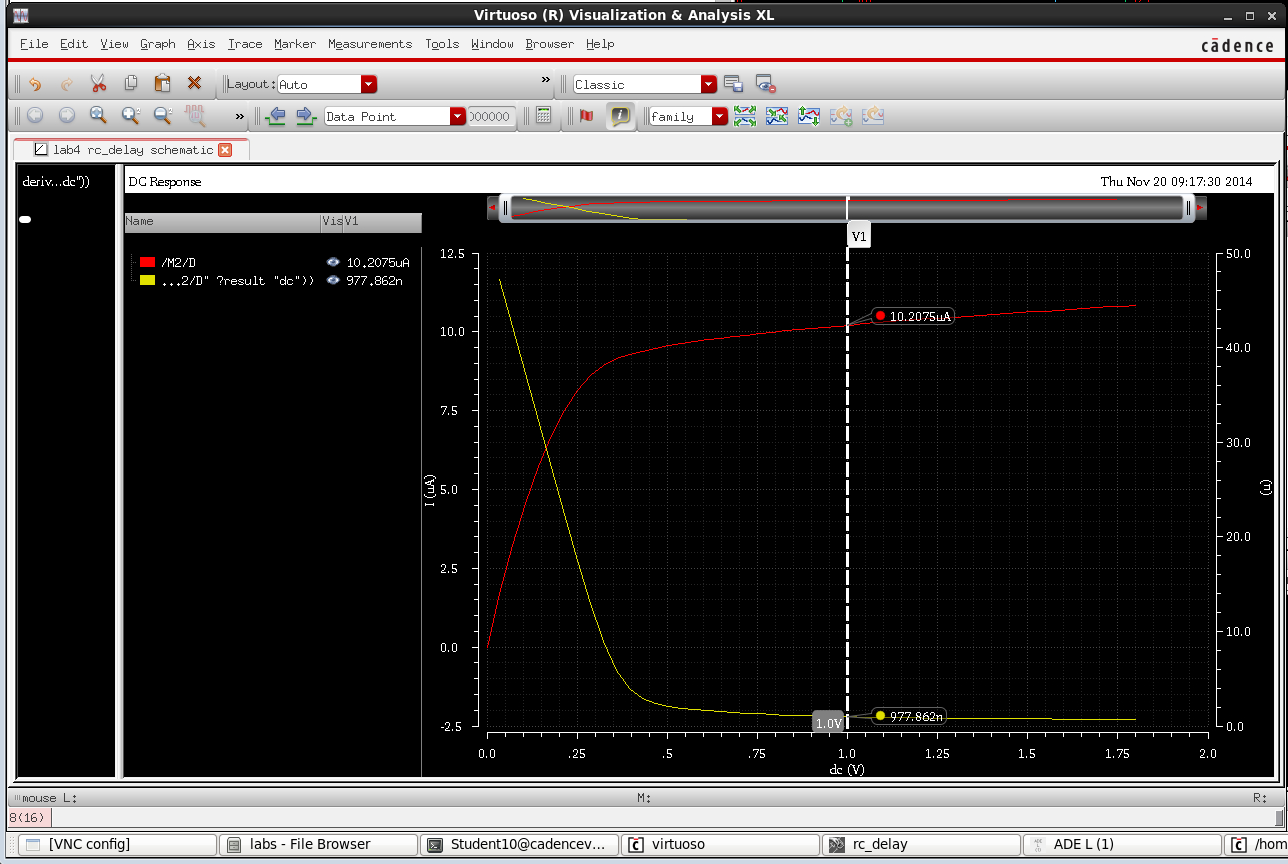 Virtuoso (R) Visualization & Analysis XL
File Edit View Graph Axis Trace Marker Measurements Tools Window Browser Help
cādence
Layout: Auto
»
Classic
»
Data Point
000000
family
lab4 rc_delay schematic
deriv...dc"))
DC Response
Thu Nov 20 09:17:30 2014
Name Vis V1
/M2/D 10.2075uA
...2/D" ?result "dc")) 977.862n
V1
12.5
10.0
7.5
5.0
2.5
0.0
-2.5
I (uA)
50.0
40.0
30.0
20.0
10.0
0.0
(n)
10.2075uA
977.862n
1.0V
0.0 .25 .5 .75 1.0 1.25 1.5 1.75 2.0
dc (V)
mouse L: M: R:
8(16)
[VNC config] labs - File Browser Student10@cadencev... virtuoso rc_delay ADE L (1) /hom